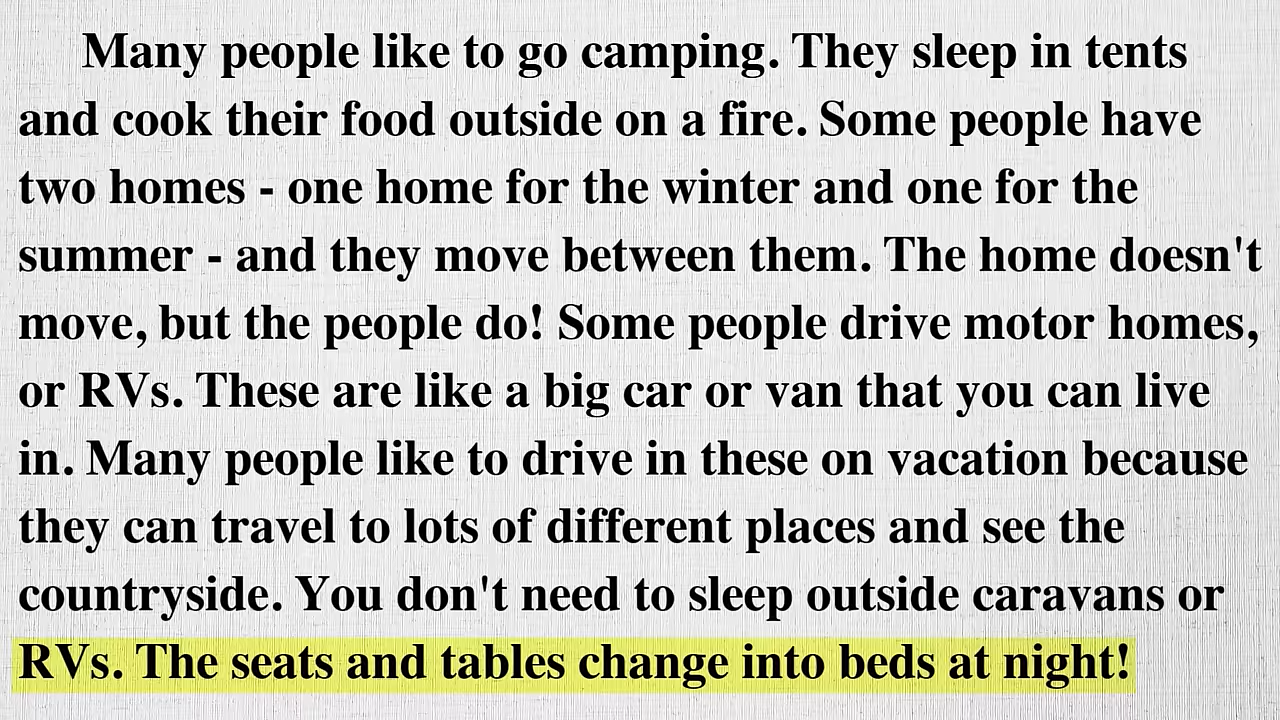 Many people like to go camping. They sleep in tents
and cook their food outside on a fire. Some people have
two homes - one home for the winter and one for the
summer - and they move between them. The home doesn't
move, but the people do! Some people drive motor homes,
or RVs. These are like a big car or van that you can live
in. Many people like to drive in these on vacation because
they can travel to lots of different places and see the
countryside. You don't need to sleep outside caravans or
RVs. The seats and tables change into beds at night!